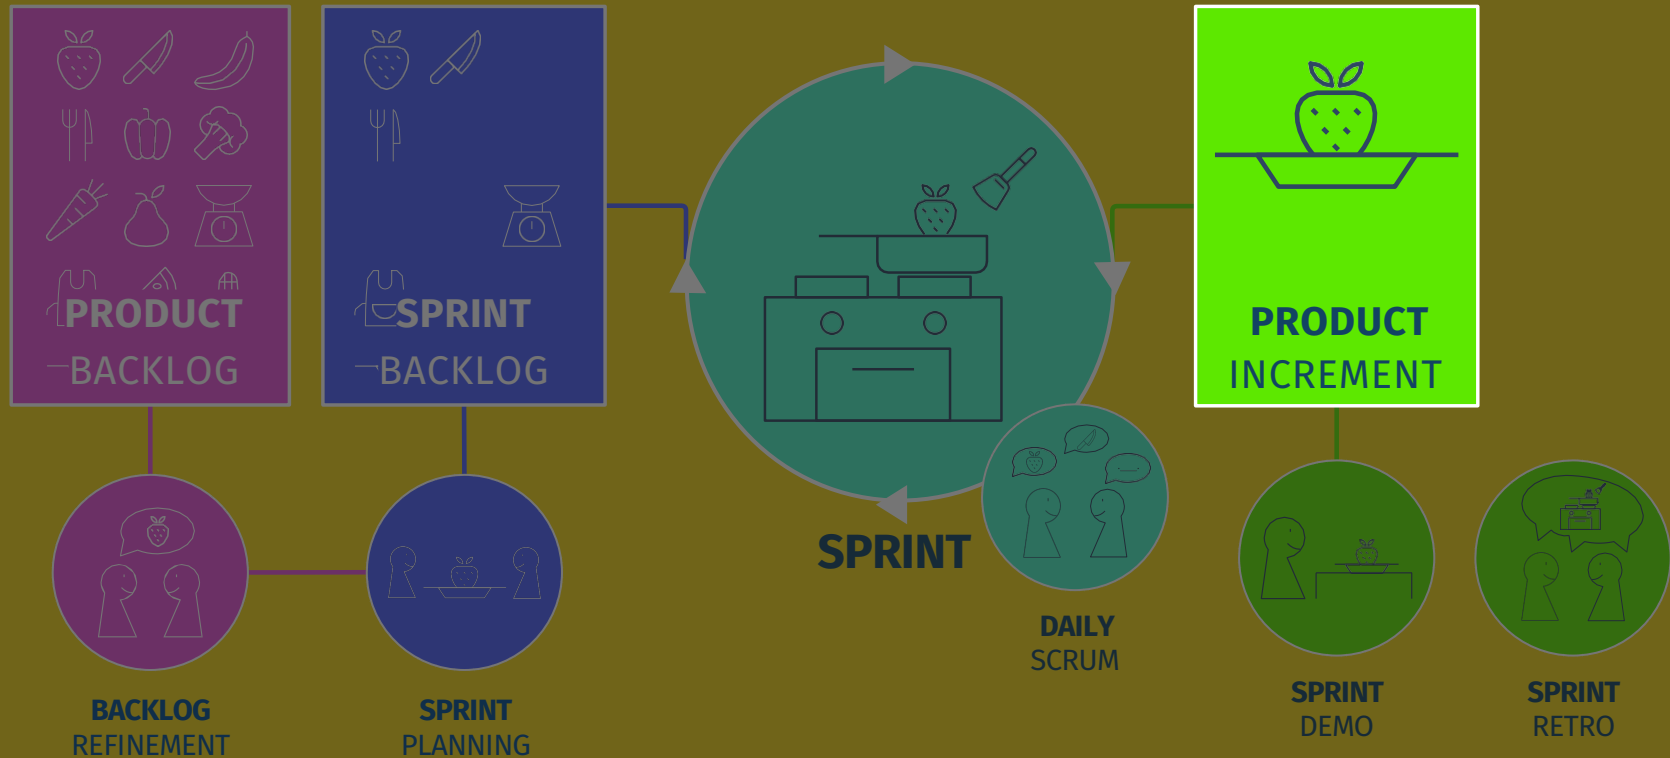 PRODUCT
BACKLOG
SPRINT
BACKLOG
PRODUCT
INCREMENT
SPRINT
DAILY
SCRUM
BACKLOG
REFINEMENT
SPRINT
PLANNING
SPRINT
DEMO
SPRINT
RETRO